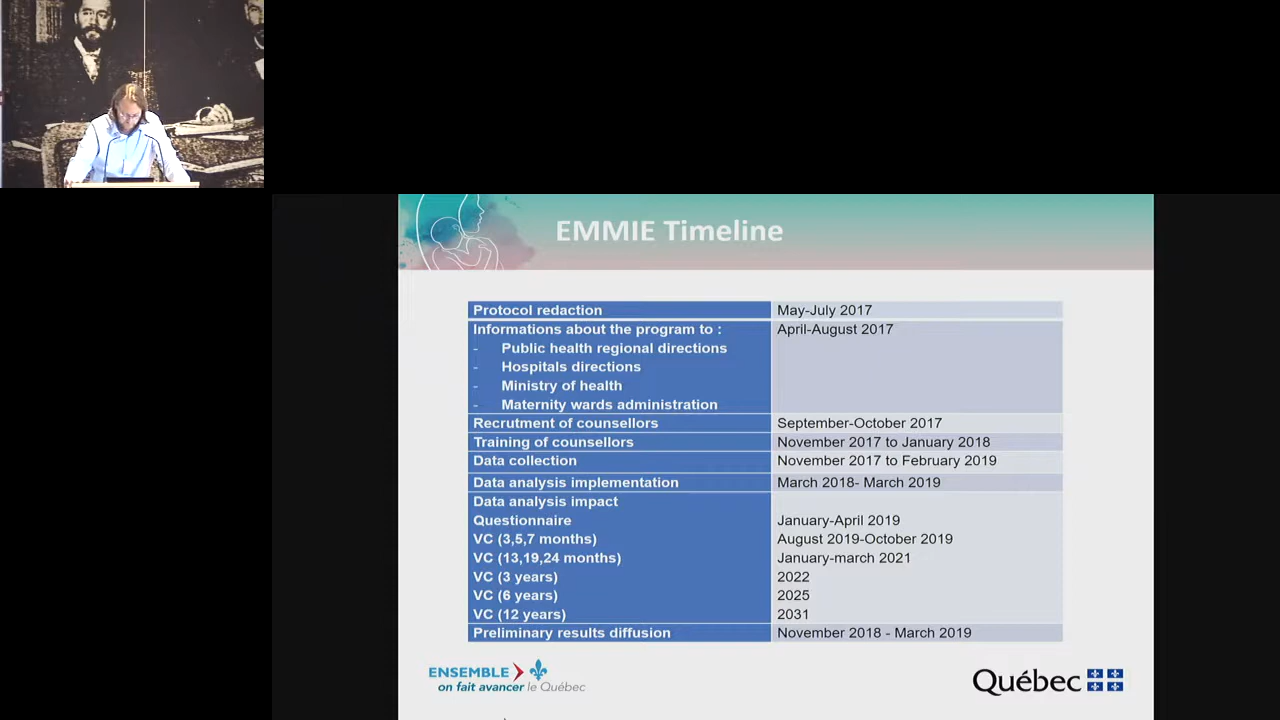 EMMIE Timeline
Protocol redaction May-July 2017
Informations about the program to : April-August 2017
- Public health regional directions
- Hospitals directions
- Ministry of health
- Maternity wards administration
Recrutment of counsellors September-October 2017
Training of counsellors November 2017 to January 2018
Data collection November 2017 to February 2019
Data analysis implementation March 2018- March 2019
Data analysis impact
Questionnaire January-April 2019
VC (3,5,7 months) August 2019-October 2019
VC (13,19,24 months) January-march 2021
VC (3 years) 2022
VC (6 years) 2025
VC (12 years) 2031
Preliminary results diffusion November 2018 - March 2019
ENSEMBLE
on fait avancer le Québec
Québec